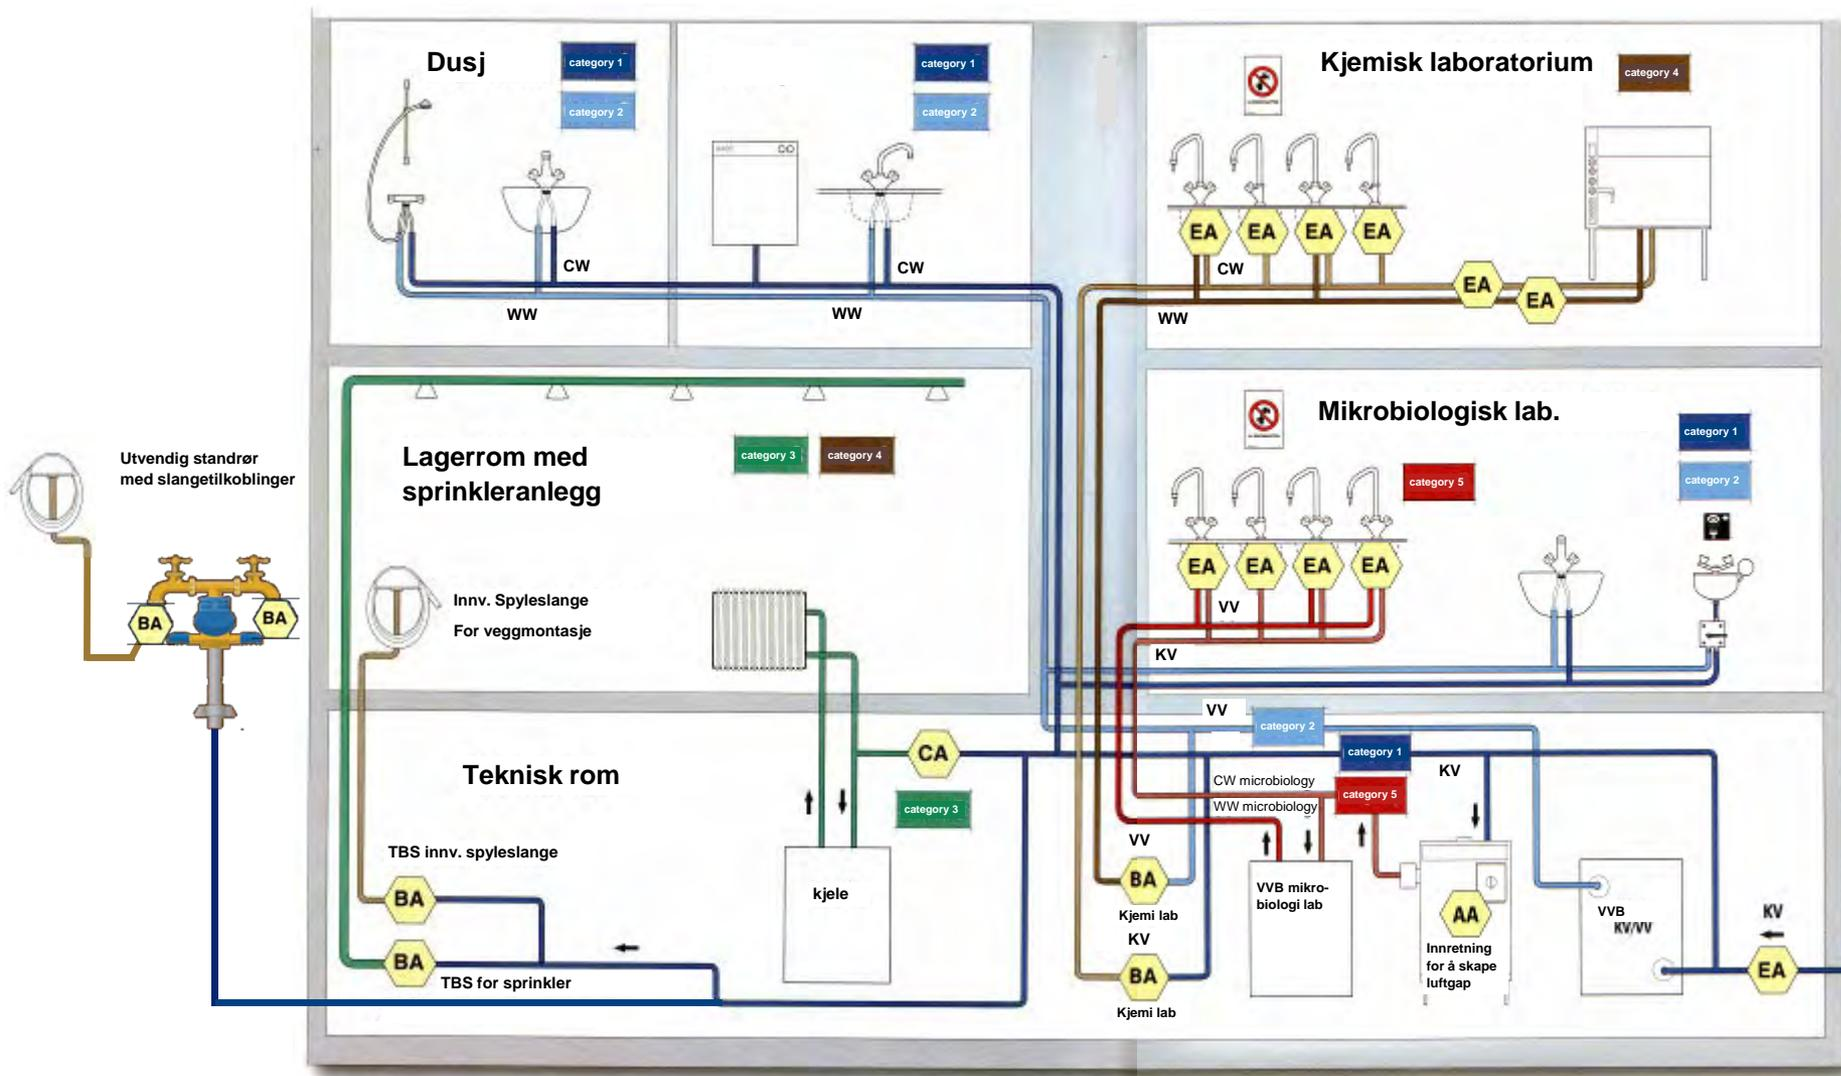 Dusj
category 1
category 2
category 1
category 2
CW
WW
CW
WW
Kjemisk laboratorium
category 4
EA
EA
EA
EA
CW
WW
EA
EA
Utvendig standrør
med slangetilkoblinger
BA
BA
Lagerrom med
sprinkleranlegg
category 3
category 4
Innv. Spyleslange
For veggmontasje
Mikrobiologisk lab.
category 1
category 2
category 5
EA
EA
EA
EA
VV
KV
Teknisk rom
CA
category 3
TBS innv. spyleslange
BA
BA
TBS for sprinkler
kjele
VV
category 2
category 1
KV
CW microbiology
WW microbiology
category 5
VV
BA
Kjemi lab
KV
BA
Kjemi lab
VVB mikro-
biologi lab
AA
Innretning
for å skape
luftgap
VVB
KV/VV
KV
EA